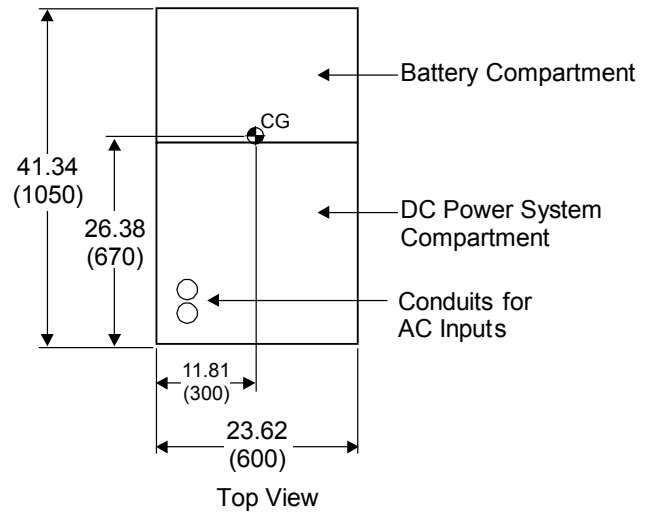 Battery Compartment
CG
41.34
(1050)
26.38
(670)
DC Power System
Compartment
Conduits for
AC Inputs
11.81
(300)
23.62
(600)
Top View